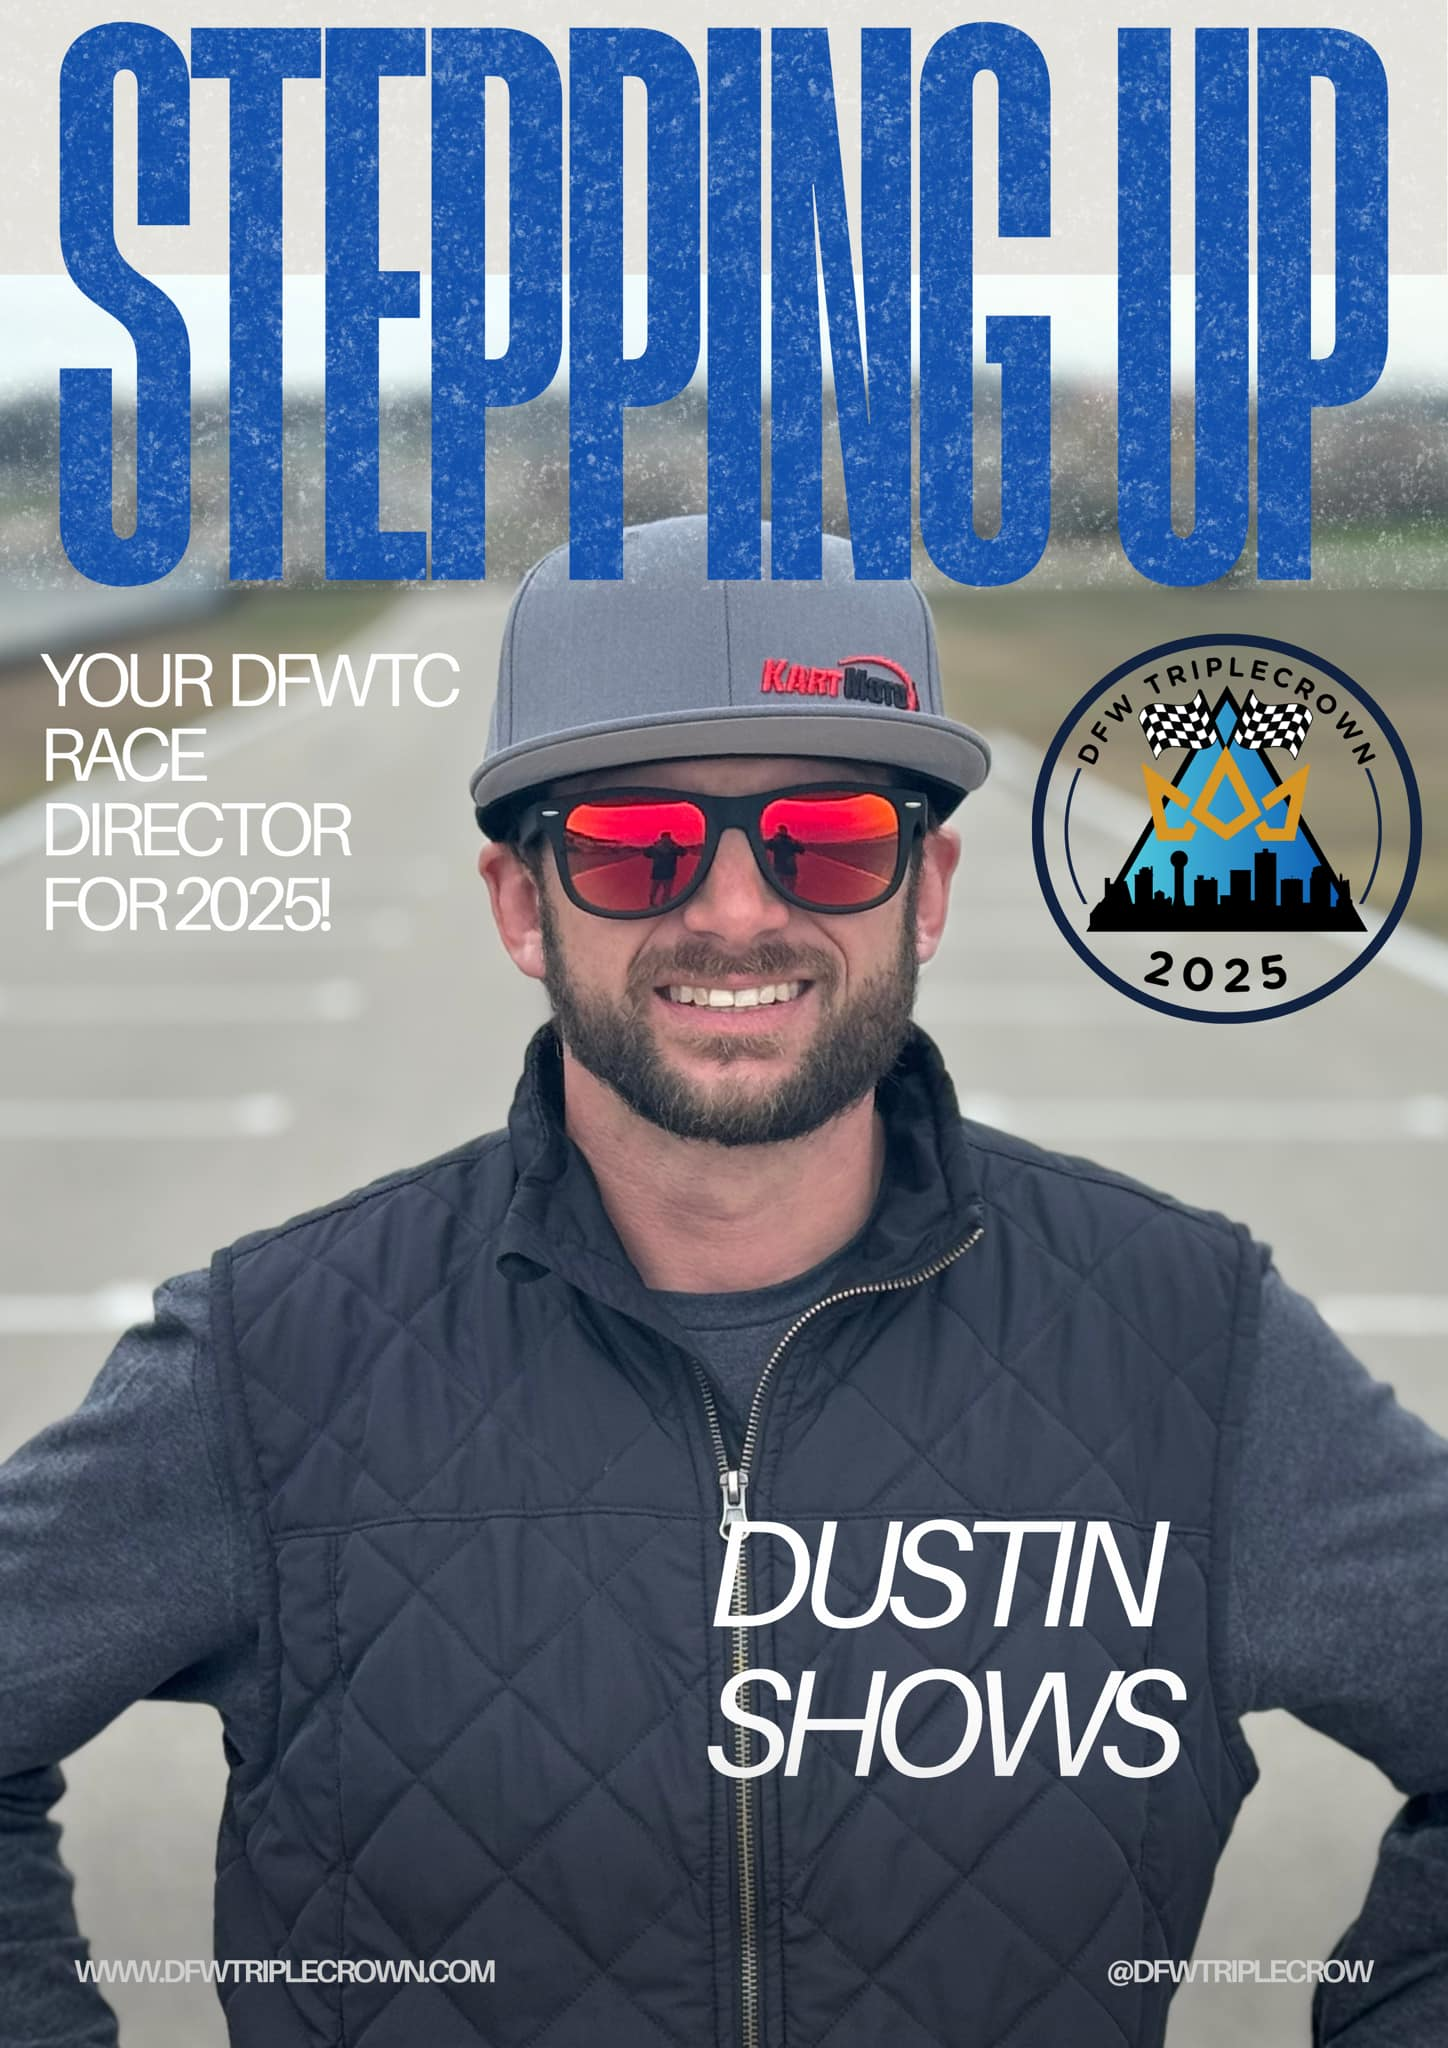 STEPPING UP
YOUR DFWTC
RACE
DIRECTOR
FOR 2025!
KART Moto
DFW TRIPLECROWN
2025
DUSTIN
SHOWS
WWW.DFWTRIPLECROWN.COM
@DFWTRIPLECROW